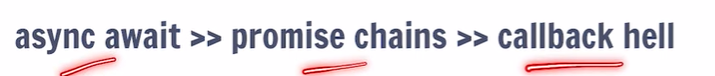 async await >> promise chains >> callback hell